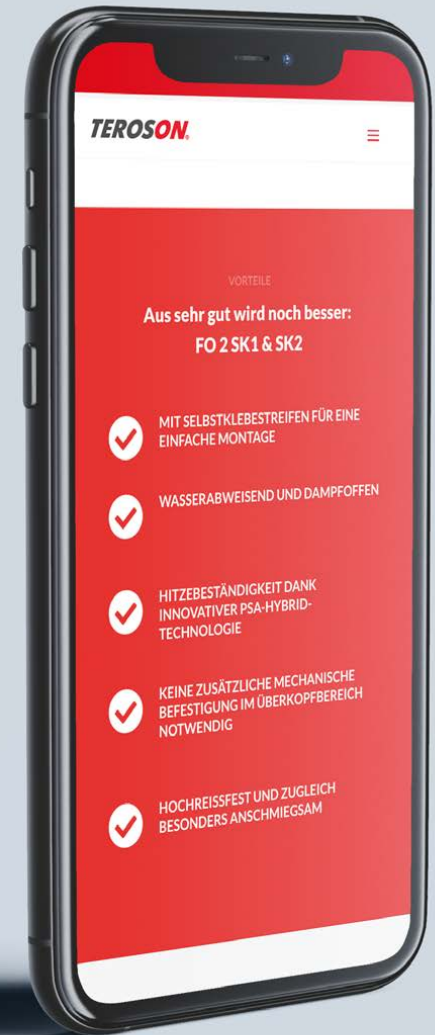 TEROSON.
VORTEILE
Aus sehr gut wird noch besser:
FO 2 SK1 & SK2
MIT SELBSTKLEBESTREIFEN FÜR EINE
EINFACHE MONTAGE
WASSERABWEISEND UND DAMPFOFFEN
HITZEBESTÄNDIGKEIT DANK
INNOVATIVER PSA-HYBRID-
TECHNOLOGIE
KEINE ZUSÄTZLICHE MECHANISCHE
BEFESTIGUNG IM ÜBERKOPFBEREICH
NOTWENDIG
HOCHREISSFEST UND ZUGLEICH
BESONDERS ANSCHMIEGSAM